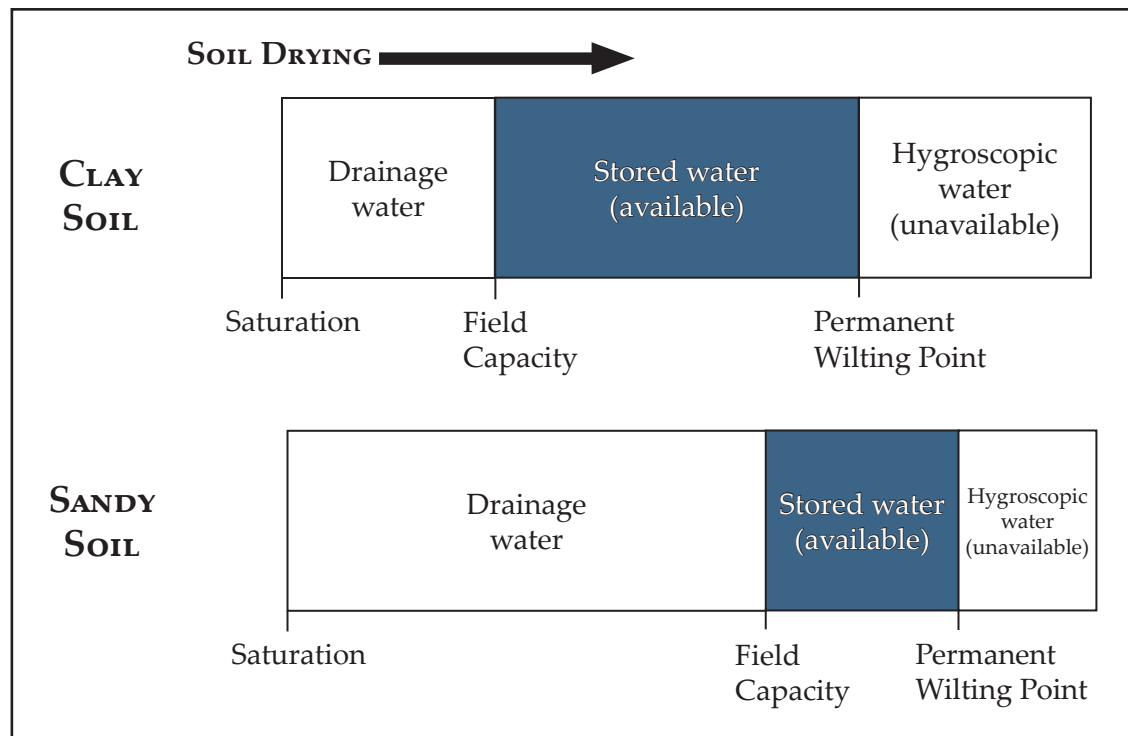 SOIL DRYING
CLAY
SOIL
Drainage
water
Stored water
(available)
Hygroscopic
water
(unavailable)
Saturation
Field
Capacity
Permanent
Wilting Point
SANDY
SOIL
Drainage
water
Stored water
(available)
Hygroscopic
water
(unavailable)
Saturation
Field
Capacity
Permanent
Wilting Point